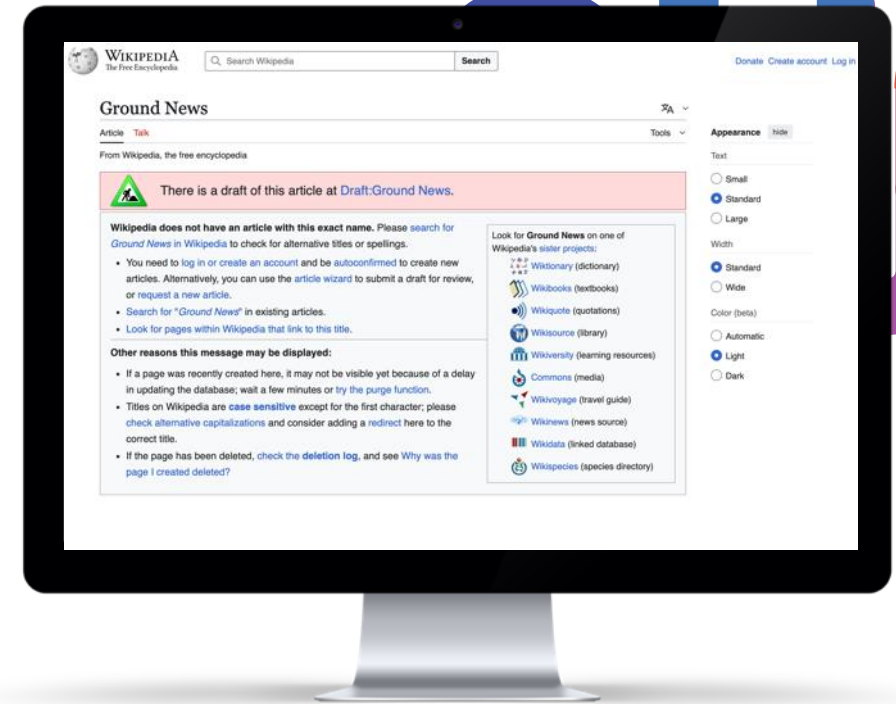 WIKIPEDIA
The Free Encyclopedia
Search Wikipedia
Search
Donate Create account Log in
Ground News
Article Talk
Tools
From Wikipedia, the free encyclopedia
There is a draft of this article at Draft:Ground News.
Wikipedia does not have an article with this exact name. Please search for
Ground News in Wikipedia to check for alternative titles or spellings.
• You need to log in or create an account and be autoconfirmed to create new
articles. Alternatively, you can use the article wizard to submit a draft for review,
or request a new article.
• Search for "Ground News" in existing articles.
• Look for pages within Wikipedia that link to this title.
Other reasons this message may be displayed:
• If a page was recently created here, it may not be visible yet because of a delay
in updating the database; wait a few minutes or try the purge function.
• Titles on Wikipedia are case sensitive except for the first character; please
check alternative capitalizations and consider adding a redirect here to the
correct title.
• If the page has been deleted, check the deletion log, and see Why was the
page I created deleted?
Look for Ground News on one of
Wikipedia's sister projects:
Wiktionary (dictionary)
Wikibooks (textbooks)
Wikiquote (quotations)
Wikisource (library)
Wikiversity (learning resources)
Commons (media)
Wikivoyage (travel guide)
Wikinews (news source)
Wikidata (linked database)
Wikispecies (species directory)
Appearance hide
Text
Small
Standard
Large
Width
Standard
Wide
Color (beta)
Automatic
Light
Dark